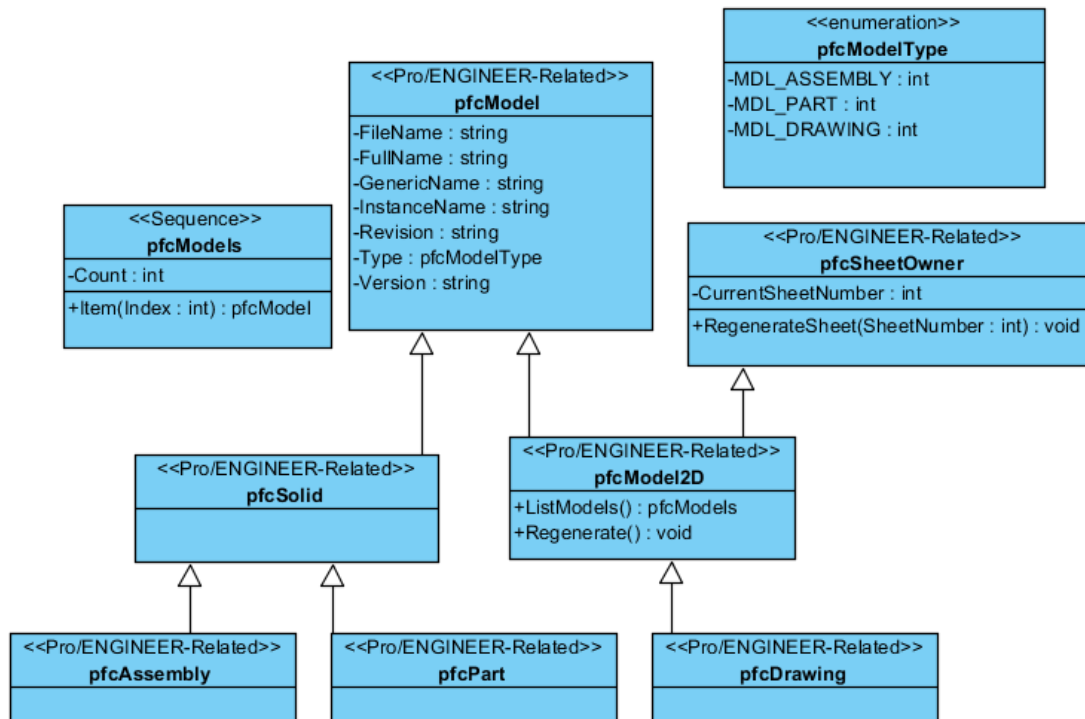 <<enumeration>>
pfcModelType
-MDL_ASSEMBLY : int
-MDL_PART : int
-MDL_DRAWING : int
<<Pro/ENGINEER-Related>>
pfcModel
-FileName : string
-FullName : string
-GenericName : string
-InstanceName : string
-Revision : string
-Type : pfcModelType
-Version : string
<<Sequence>>
pfcModels
-Count : int
+Item(Index : int) : pfcModel
<<Pro/ENGINEER-Related>>
pfcSheetOwner
-CurrentSheetNumber : int
+RegenerateSheet(SheetNumber : int) : void
<<Pro/ENGINEER-Related>>
pfcSolid
<<Pro/ENGINEER-Related>>
pfcModel2D
+ListModels() : pfcModels
+Regenerate() : void
<<Pro/ENGINEER-Related>>
pfcAssembly
<<Pro/ENGINEER-Related>>
pfcPart
<<Pro/ENGINEER-Related>>
pfcDrawing